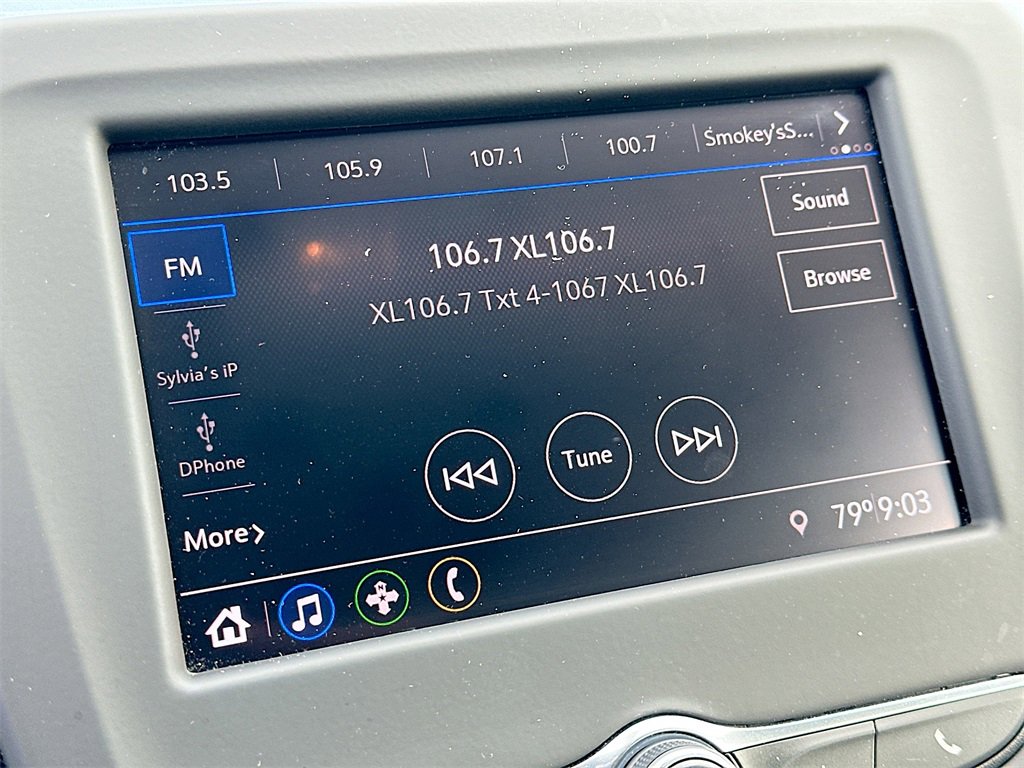 103.5
105.9
107.1
100.7
Smokey'sS...
FM
106.7 XL106.7
XL106.7 Txt 4-1067 XL106.7
Sound
Browse
Sylvia's iP
DPhone
Tune
More
79° 9:03
N